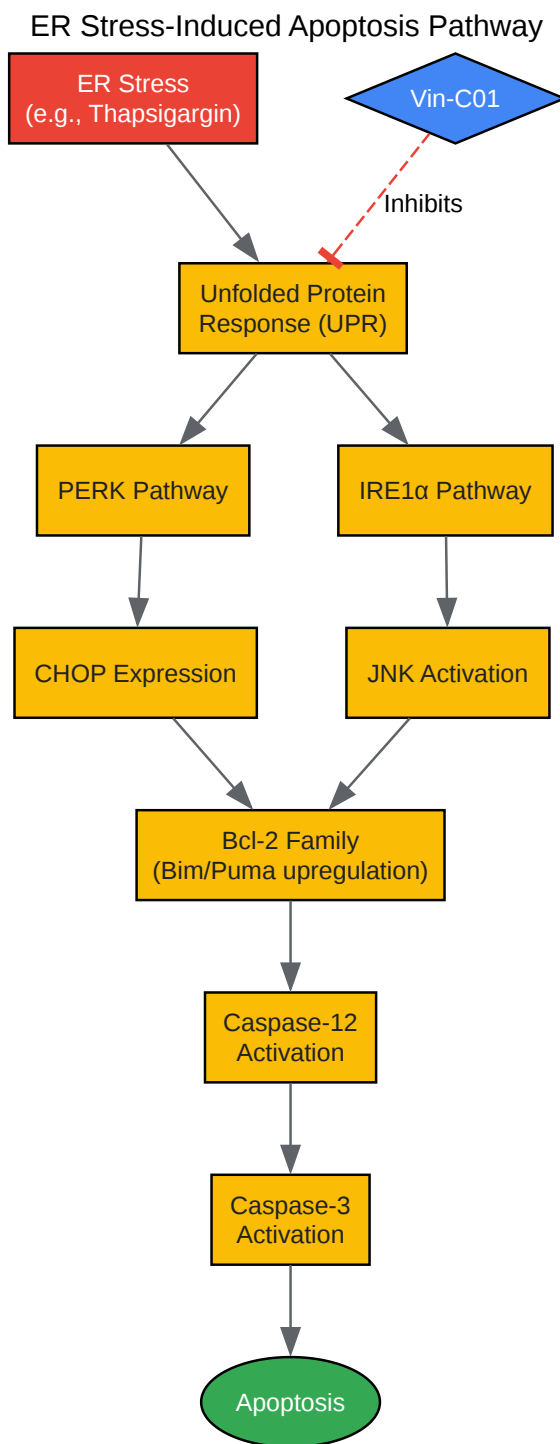 ER Stress-Induced Apoptosis Pathway
ER Stress
(e.g., Thapsigargin)
Vin-C01
Inhibits
Unfolded Protein
Response (UPR)
PERK Pathway
IRE1α Pathway
CHOP Expression
JNK Activation
Bcl-2 Family
(Bim/Puma upregulation)
Caspase-12
Activation
Caspase-3
Activation
Apoptosis